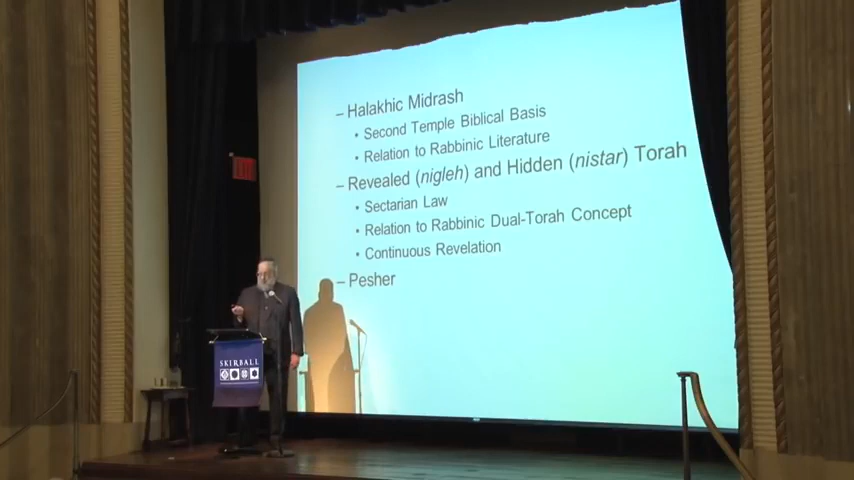 – Halakhic Midrash
• Second Temple Biblical Basis
• Relation to Rabbinic Literature
– Revealed (nigleh) and Hidden (nistar) Torah
• Sectarian Law
• Relation to Rabbinic Dual-Torah Concept
• Continuous Revelation
– Pesher
SKIRBALL